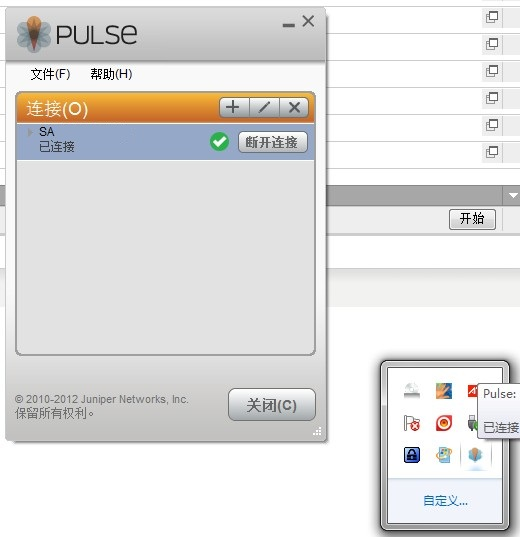 PULSE
文件(F) 帮助(H)
连接(O)
SA
已连接
断开连接
开始
© 2010-2012 Juniper Networks, Inc.
保留所有权利。
关闭(C)
Pulse:
已连接
自定义...